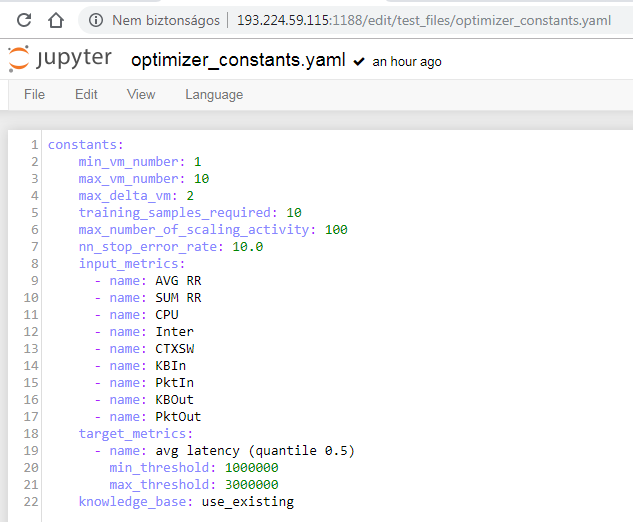 Nem biztonságos | 193.224.59.115:1188/edit/test_files/optimizer_constants.yaml
jupyter optimizer_constants.yaml ✔ an hour ago
File Edit View Language
1 constants:
2     min_vm_number: 1
3     max_vm_number: 10
4     max_delta_vm: 2
5     training_samples_required: 10
6     max_number_of_scaling_activity: 100
7     nn_stop_error_rate: 10.0
8     input_metrics:
9       - name: AVG RR
10       - name: SUM RR
11       - name: CPU
12       - name: Inter
13       - name: CTXSW
14       - name: KBIn
15       - name: PktIn
16       - name: KBOut
17       - name: PktOut
18     target_metrics:
19       - name: avg latency (quantile 0.5)
20         min_threshold: 1000000
21         max_threshold: 3000000
22     knowledge_base: use_existing